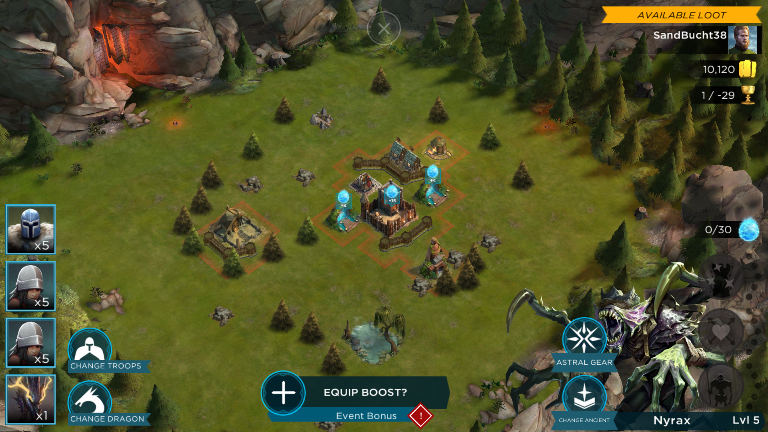 AVAILABLE LOOT
SandBucht38
10,120
1 / -29
0/30
x5
x5
x5
x1
CHANGE TROOPS
CHANGE DRAGON
EQUIP BOOST?
Event Bonus
!
ASTRAL GEAR
CHANGE ANCIENT
Nyrax Lvl 5